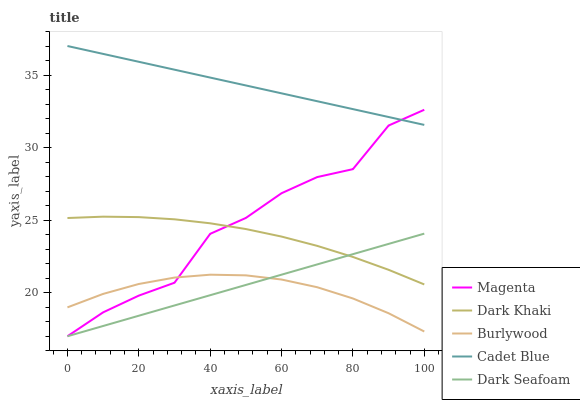 title
yaxis_label
35
30
25
20
0 20 40 60 80 100
xaxis_label
Magenta
Dark Khaki
Burlywood
Cadet Blue
Dark Seafoam